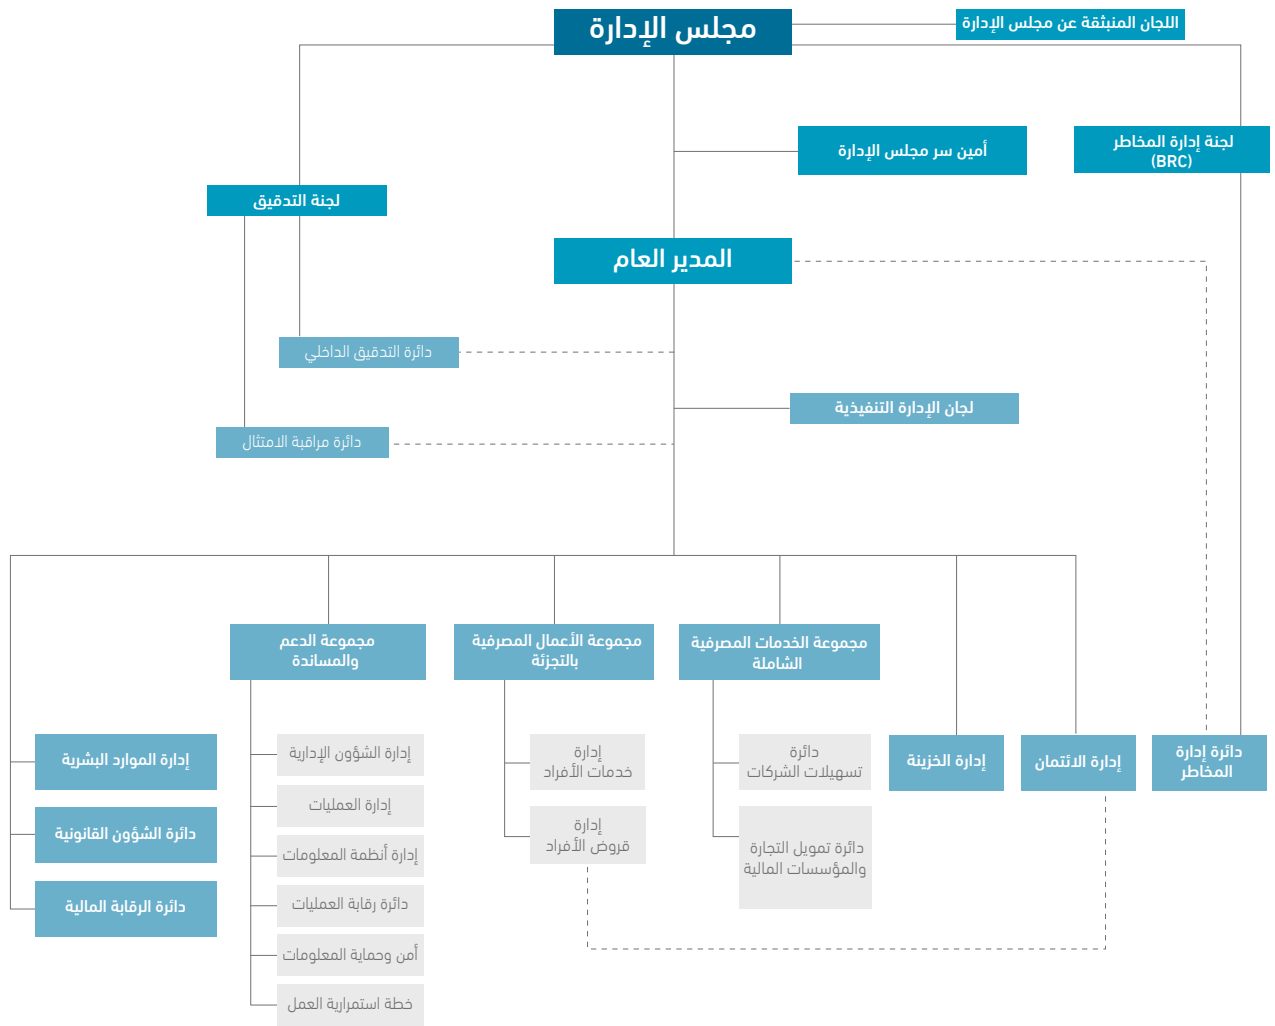 مجلس الإدارة
اللجان المنبثقة عن مجلس الإدارة
لجنة إدارة المخاطر
(BRC)
أمين سر مجلس الإدارة
لجنة التدقيق
المدير العام
دائرة التدقيق الداخلي
لجان الإدارة التنفيذية
دائرة مراقبة الامتثال
مجموعة الخدمات المصرفية
الشاملة
مجموعة الأعمال المصرفية
بالتجزئة
مجموعة الدعم
والمساندة
دائرة إدارة
المخاطر
إدارة الائتمان
إدارة الخزينة
دائرة
تسهيلات الشركات
دائرة تمويل التجارة
والمؤسسات المالية
إدارة
خدمات الأفراد
إدارة
قروض الأفراد
إدارة الشؤون الإدارية
إدارة العمليات
إدارة أنظمة المعلومات
دائرة رقابة العمليات
أمن وحماية المعلومات
خطة استمرارية العمل
إدارة الموارد البشرية
دائرة الشؤون القانونية
دائرة الرقابة المالية